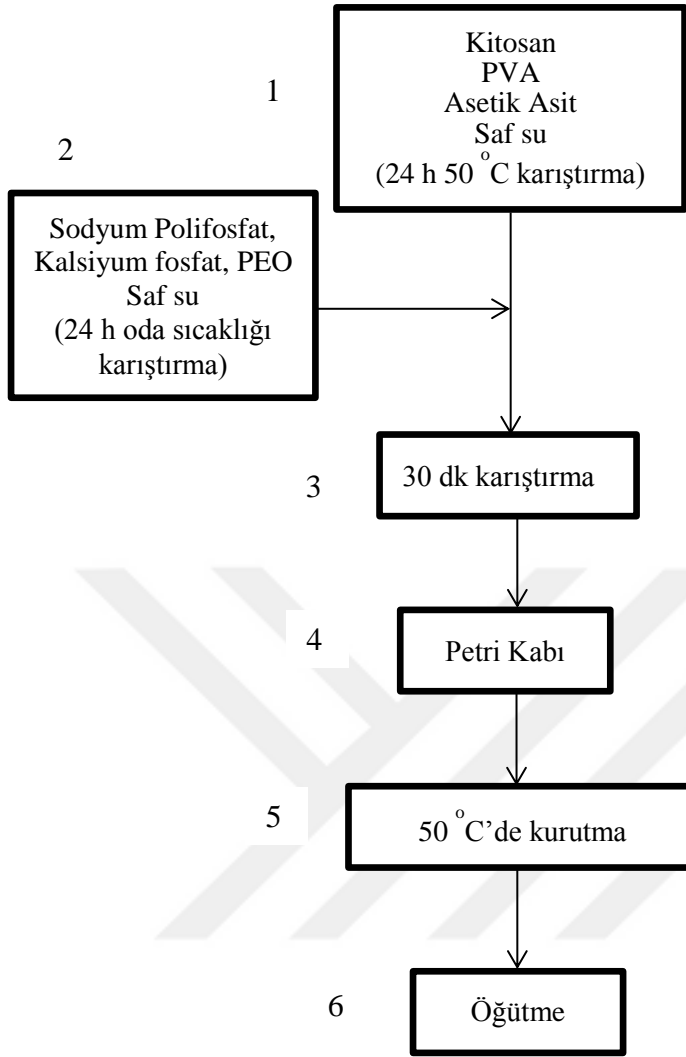 1
Kitosan
PVA
Asetik Asit
Saf su
(24 h 50 °C karıştırma)
2
Sodyum Polifosfat,
Kalsiyum fosfat, PEO
Saf su
(24 h oda sıcaklığı
karıştırma)
3
30 dk karıştırma
4
Petri Kabı
5
50 °C’de kurutma
6
Öğütme